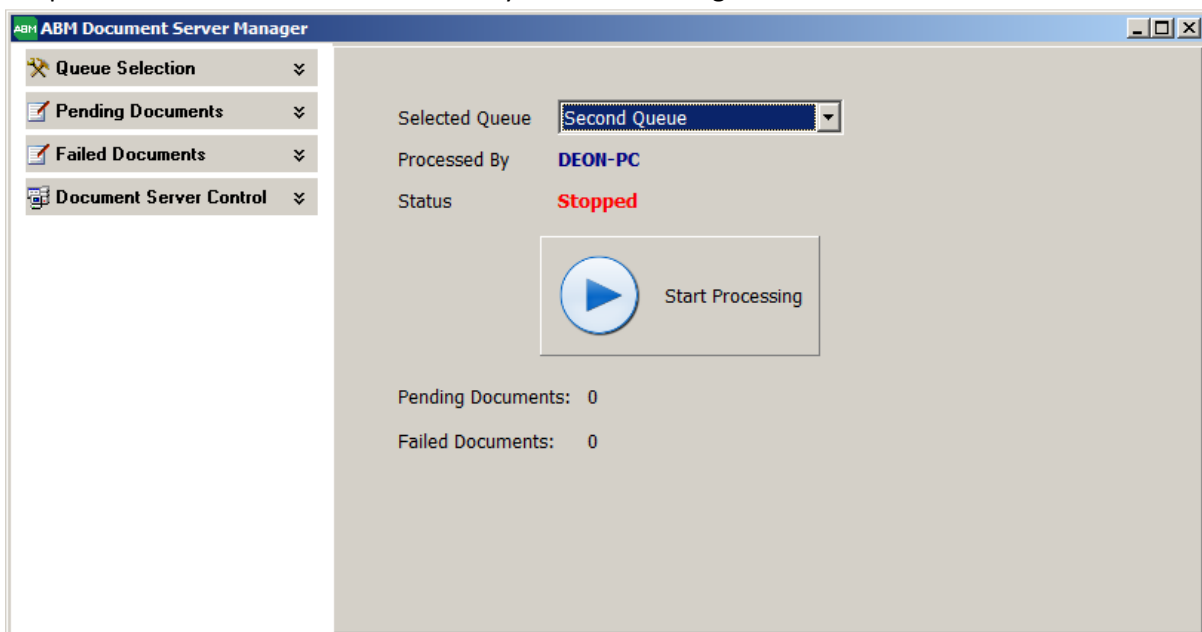 ABM ABM Document Server Manager
Queue Selection
Pending Documents
Failed Documents
Document Server Control
Selected Queue Second Queue
Processed By DEON-PC
Status Stopped
Start Processing
Pending Documents: 0
Failed Documents: 0